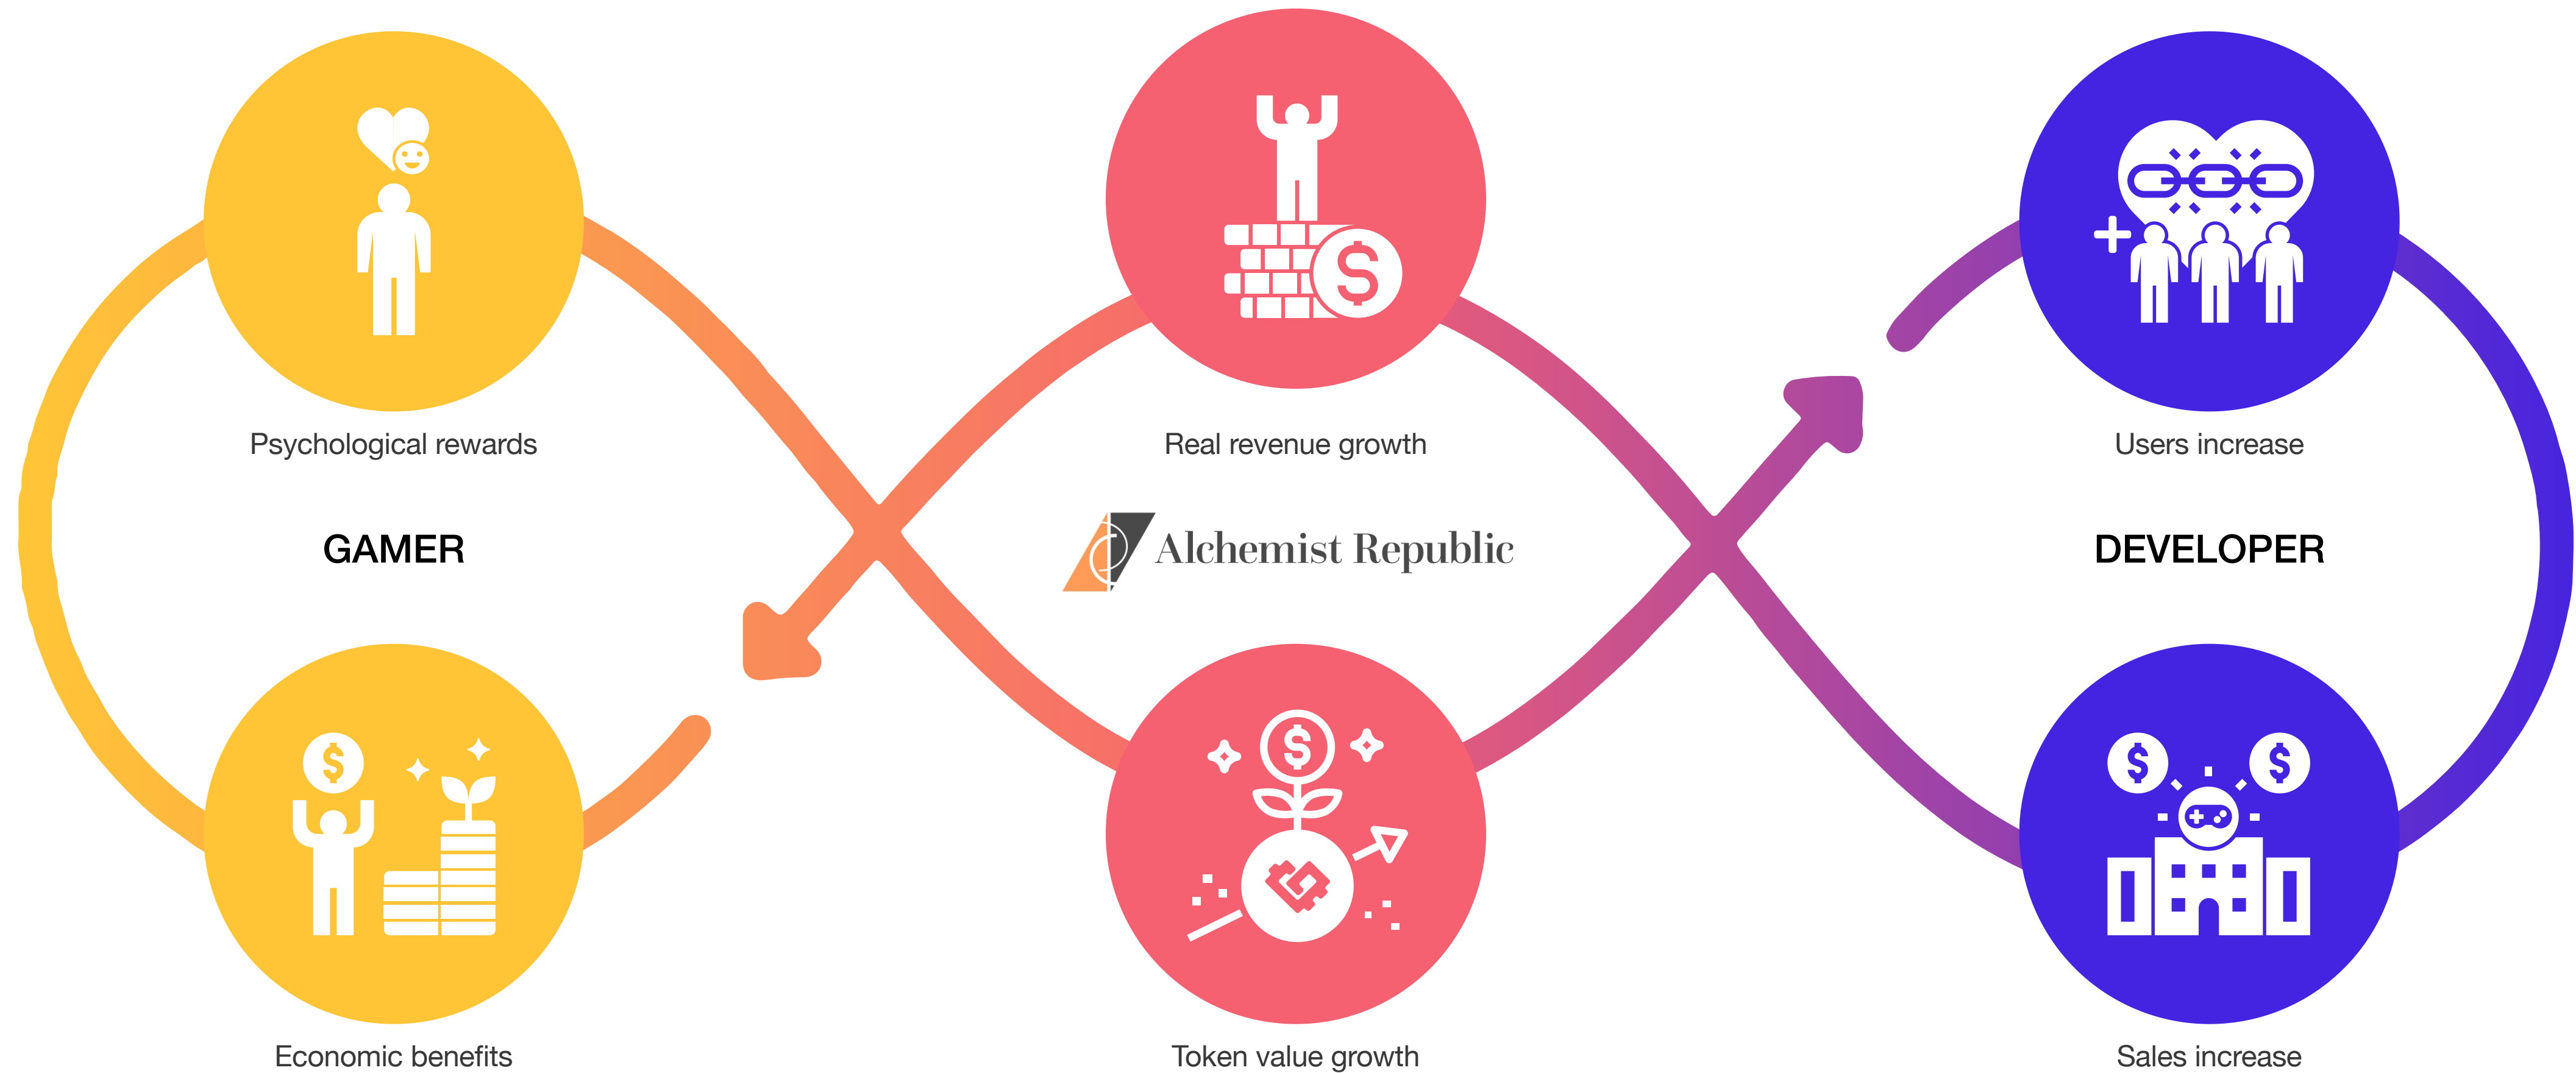 Psychological rewards
Real revenue growth
Users increase
GAMER
Alchemist Republic
DEVELOPER
Economic benefits
Token value growth
Sales increase